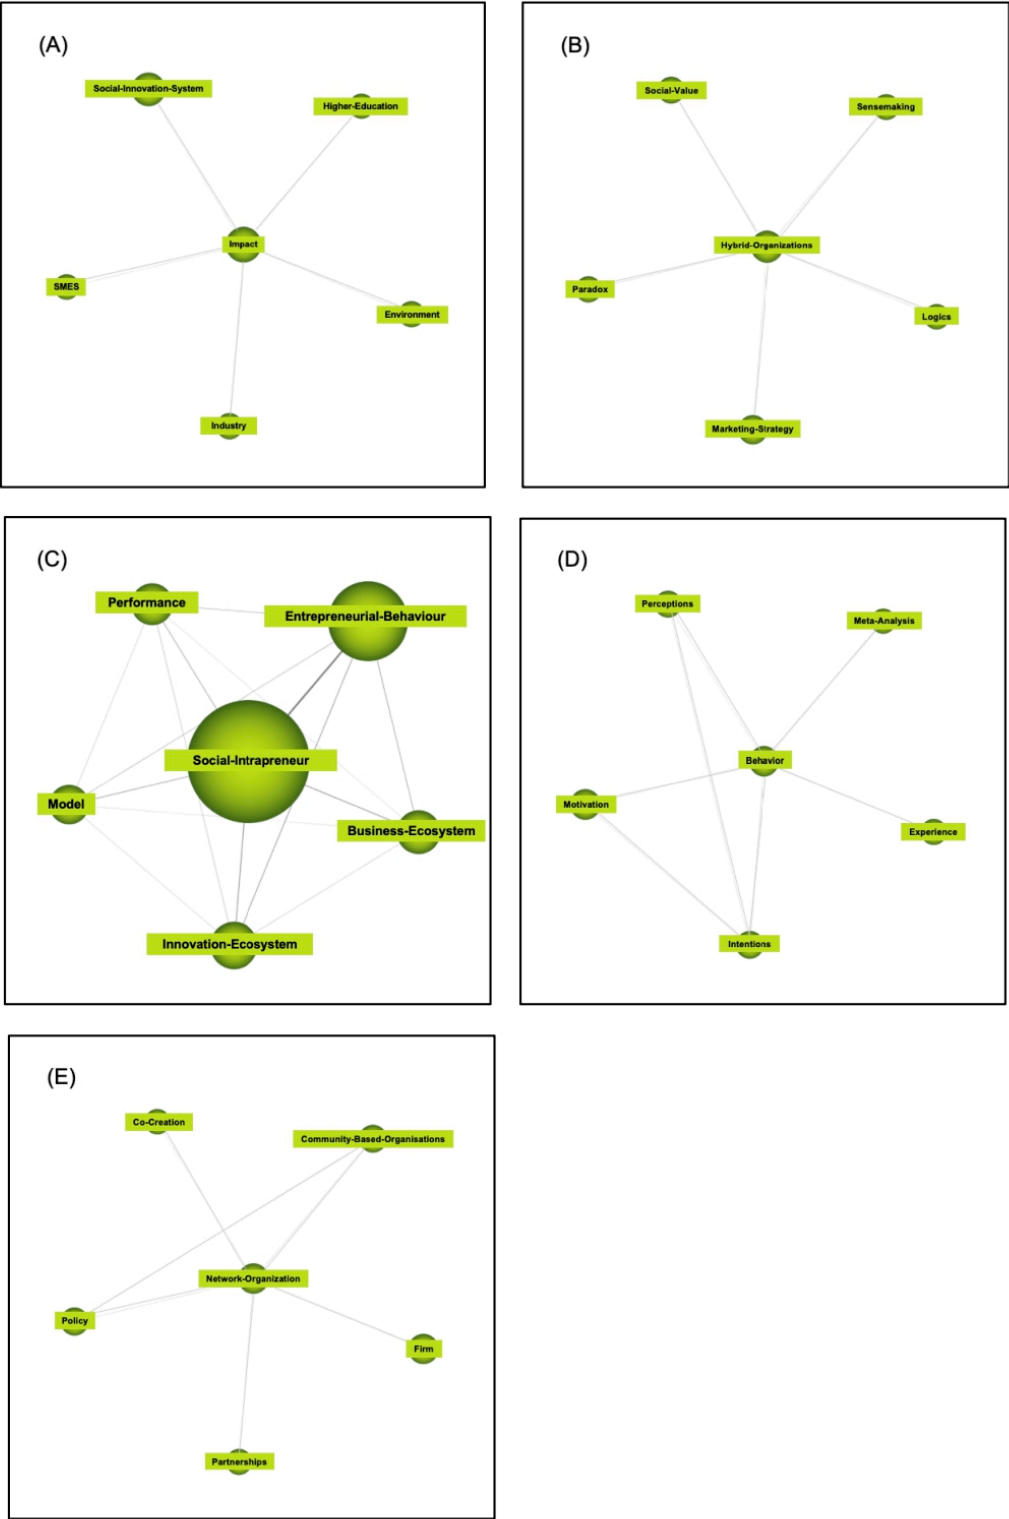 (A)
Social-Innovation-System
Higher-Education
Impact
SMES
Environment
Industry
(B)
Social-Value
Sensemaking
Hybrid-Organizations
Paradox
Logics
Marketing-Strategy
(C)
Performance
Entrepreneurial-Behaviour
Social-Intrapreneur
Model
Business-Ecosystem
Innovation-Ecosystem
(D)
Perceptions
Meta-Analysis
Behavior
Motivation
Experience
Intentions
(E)
Co-Creation
Community-Based-Organisations
Network-Organization
Policy
Firm
Partnerships